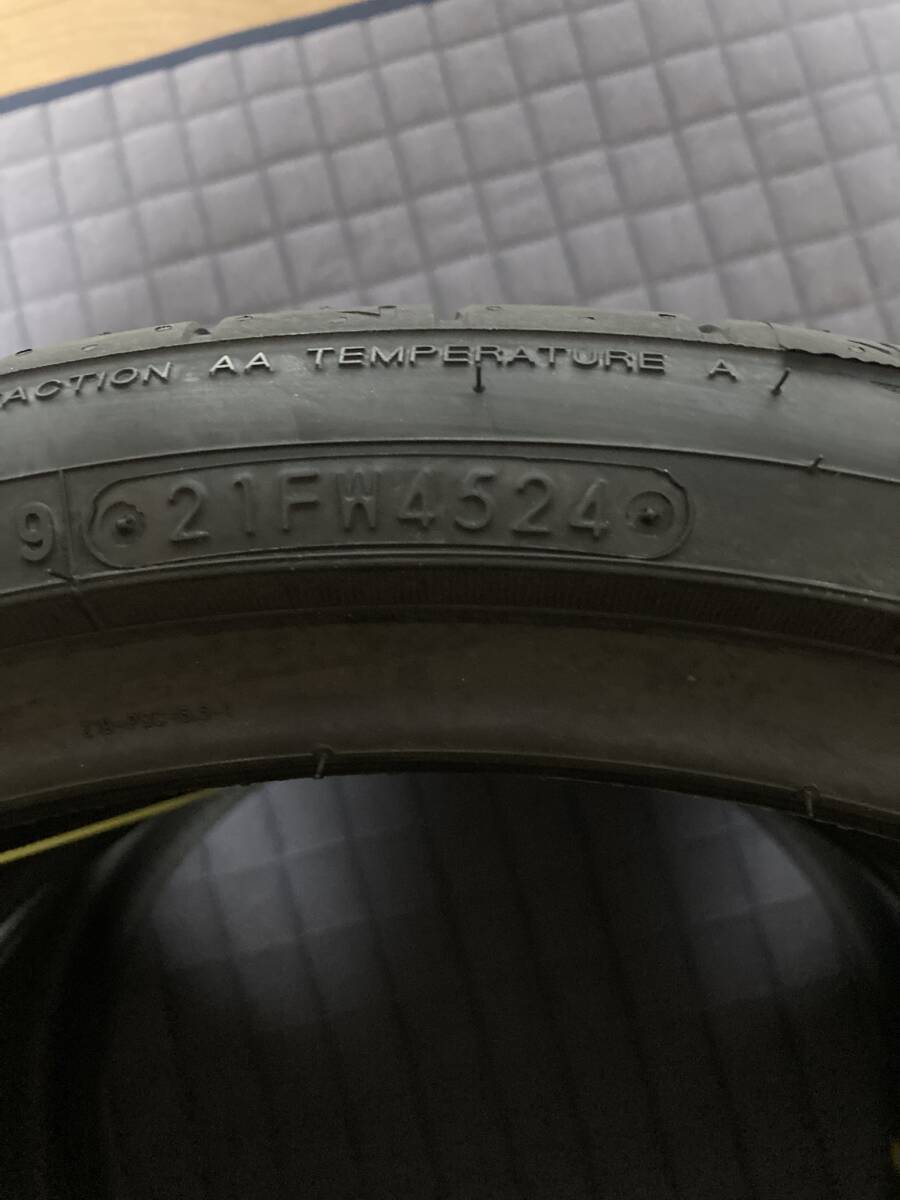 ACTION AA TEMPERATURE A
9 21FW4524